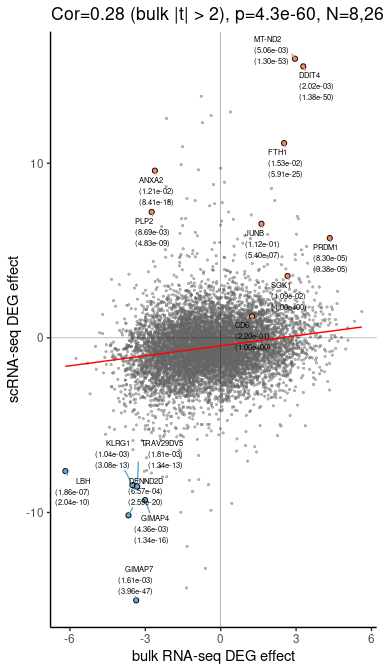 Cor=0.28 (bulk |t| > 2), p=4.3e-60, N=8,26
MT-ND2
(5.06e-03)
(1.30e-53)
DDIT4
(2.02e-03)
(1.38e-50)
FTH1
(1.53e-02)
(5.91e-25)
ANXA2
(1.21e-02)
(8.41e-18)
PLP2
(8.69e-03)
(4.83e-09)
JUNB
(1.12e-01)
(5.40e-07)
PRDM1
(8.30e-05)
(9.38e-05)
SGK1
(1.09e-02)
(1.00e+00)
CD6
(2.20e-01)
(1.00e+00)
KLRG1
(1.04e-03)
(3.08e-13)
TRAV29DV5
(1.81e-03)
(1.34e-13)
LBH
(1.86e-07)
(2.04e-10)
DENND2D
(6.57e-04)
(2.59e-20)
GIMAP4
(4.36e-03)
(1.34e-16)
GIMAP7
(1.61e-03)
(3.96e-47)
10
0
-10
-6
-3
0
3
6
scRNA-seq DEG effect
bulk RNA-seq DEG effect